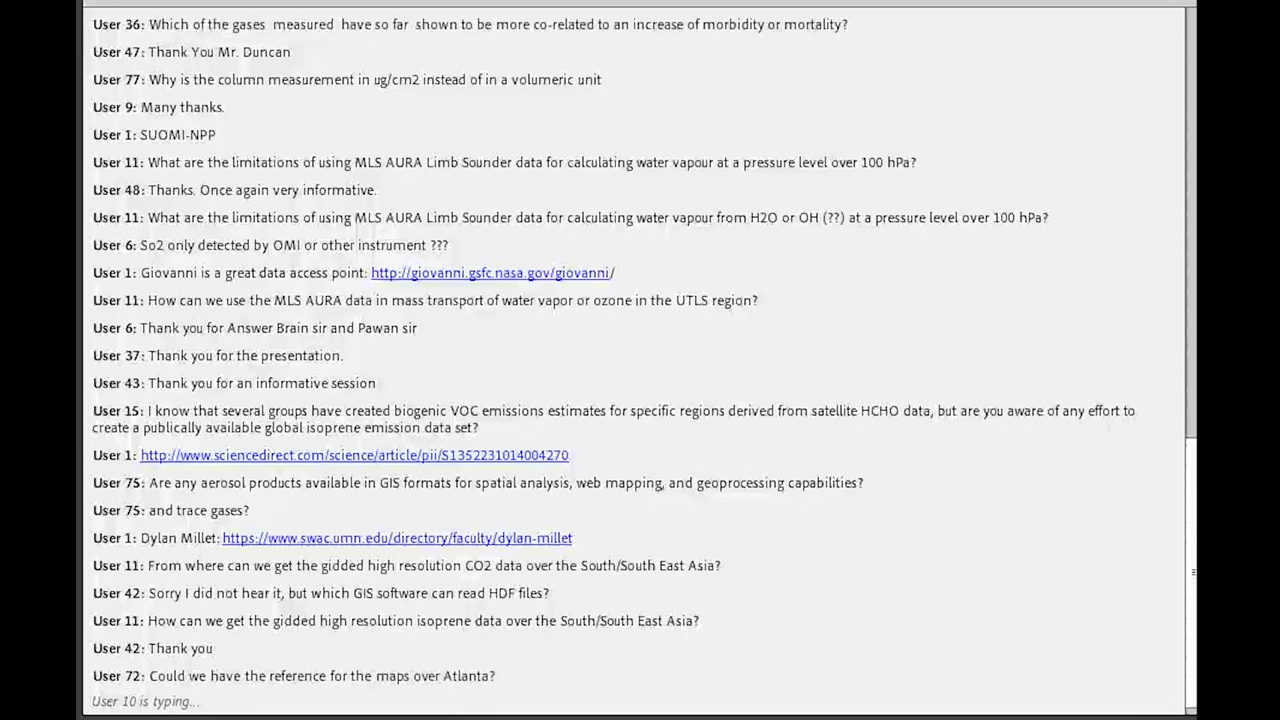 User 36: Which of the gases  measured  have so far  shown to be more co-related to an increase of morbidity or mortality?
User 47: Thank You Mr. Duncan
User 77: Why is the column measurement in ug/cm2 instead of in a volumeric unit
User 9: Many thanks.
User 1: SUOMI-NPP
User 11: What are the limitations of using MLS AURA Limb Sounder data for calculating water vapour at a pressure level over 100 hPa?
User 48: Thanks. Once again very informative.
User 11: What are the limitations of using MLS AURA Limb Sounder data for calculating water vapour from H2O or OH (??) at a pressure level over 100 hPa?
User 6: So2 only detected by OMI or other instrument ???
User 1: Giovanni is a great data access point: http://giovanni.gsfc.nasa.gov/giovanni/
User 11: How can we use the MLS AURA data in mass transport of water vapor or ozone in the UTLS region?
User 6: Thank you for Answer Brain sir and Pawan sir
User 37: Thank you for the presentation.
User 43: Thank you for an informative session
User 15: I know that several groups have created biogenic VOC emissions estimates for specific regions derived from satellite HCHO data, but are you aware of any effort to
create a publically available global isoprene emission data set?
User 1: http://www.sciencedirect.com/science/article/pii/S1352231014004270
User 75: Are any aerosol products available in GIS formats for spatial analysis, web mapping, and geoprocessing capabilities?
User 75: and trace gases?
User 1: Dylan Millet: https://www.swac.umn.edu/directory/faculty/dylan-millet
User 11: From where can we get the gidded high resolution CO2 data over the South/South East Asia?
User 42: Sorry I did not hear it, but which GIS software can read HDF files?
User 11: How can we get the gidded high resolution isoprene data over the South/South East Asia?
User 42: Thank you
User 72: Could we have the reference for the maps over Atlanta?
User 10 is typing...